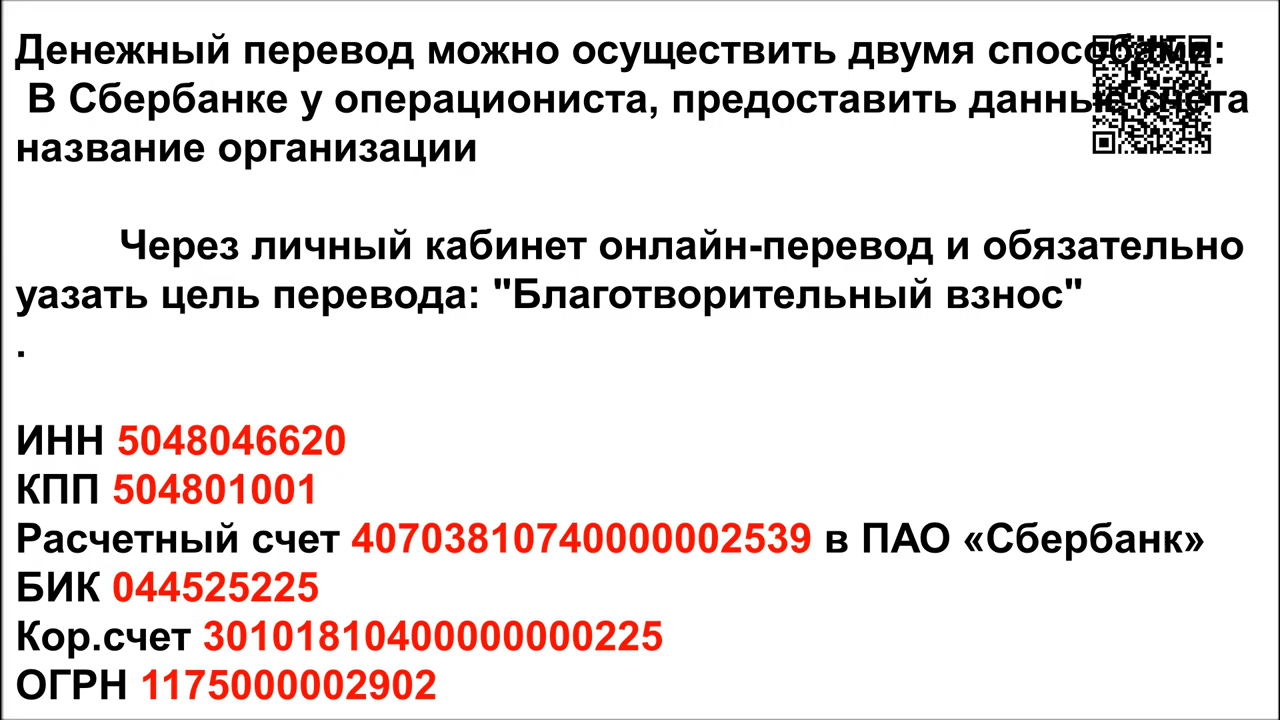 Денежный перевод можно осуществить двумя способами:
В Сбербанке у операциониста, предоставить данные счета
название организации
Через личный кабинет онлайн-перевод и обязательно
уазать цель перевода: "Благотворительный взнос"
.
ИНН 5048046620
КПП 504801001
Расчетный счет 40703810740000002539 в ПАО «Сбербанк»
БИК 044525225
Кор.счет 30101810400000000225
ОГРН 1175000002902